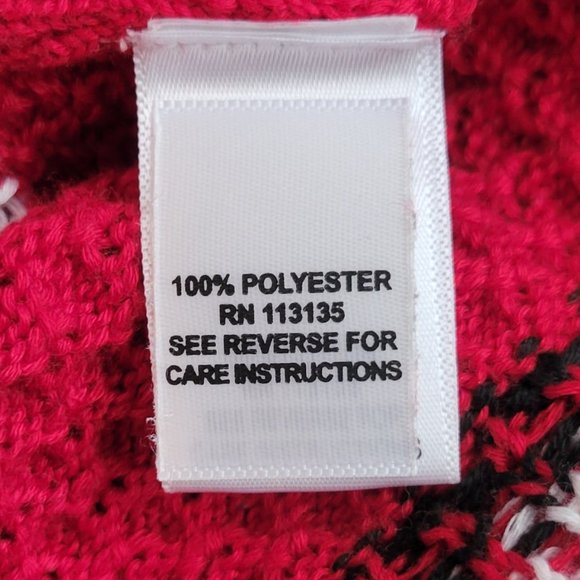 100% POLYESTER
RN 113135
SEE REVERSE FOR
CARE INSTRUCTIONS